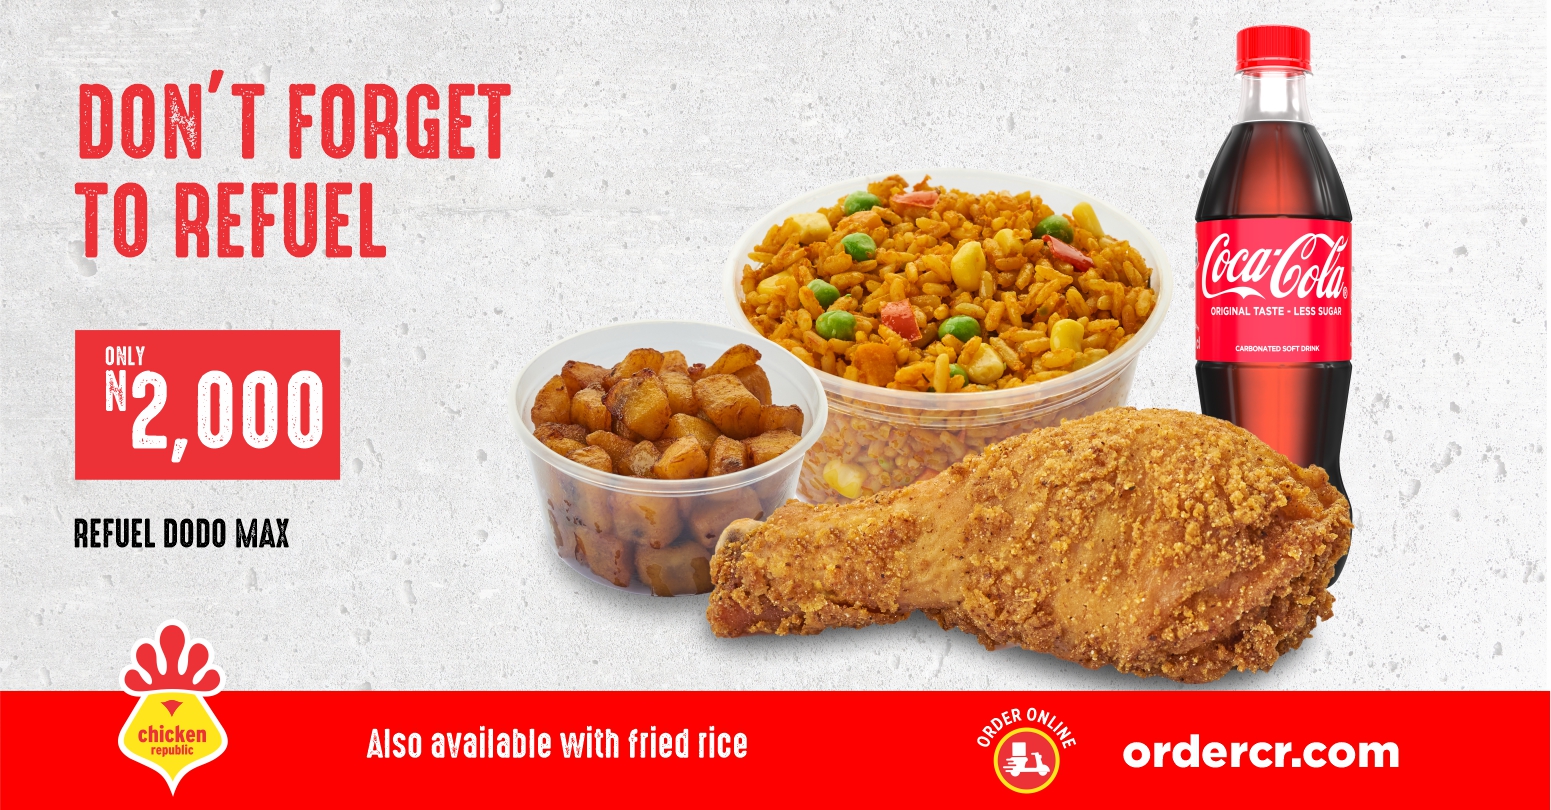 DON'T FORGET
TO REFUEL
ONLY
N2,000
REFUEL DODO MAX
Coca-Cola®
ORIGINAL TASTE - LESS SUGAR
CARBONATED SOFT DRINK
chicken
republic
Also available with fried rice
ORDER ONLINE
ordercr.com